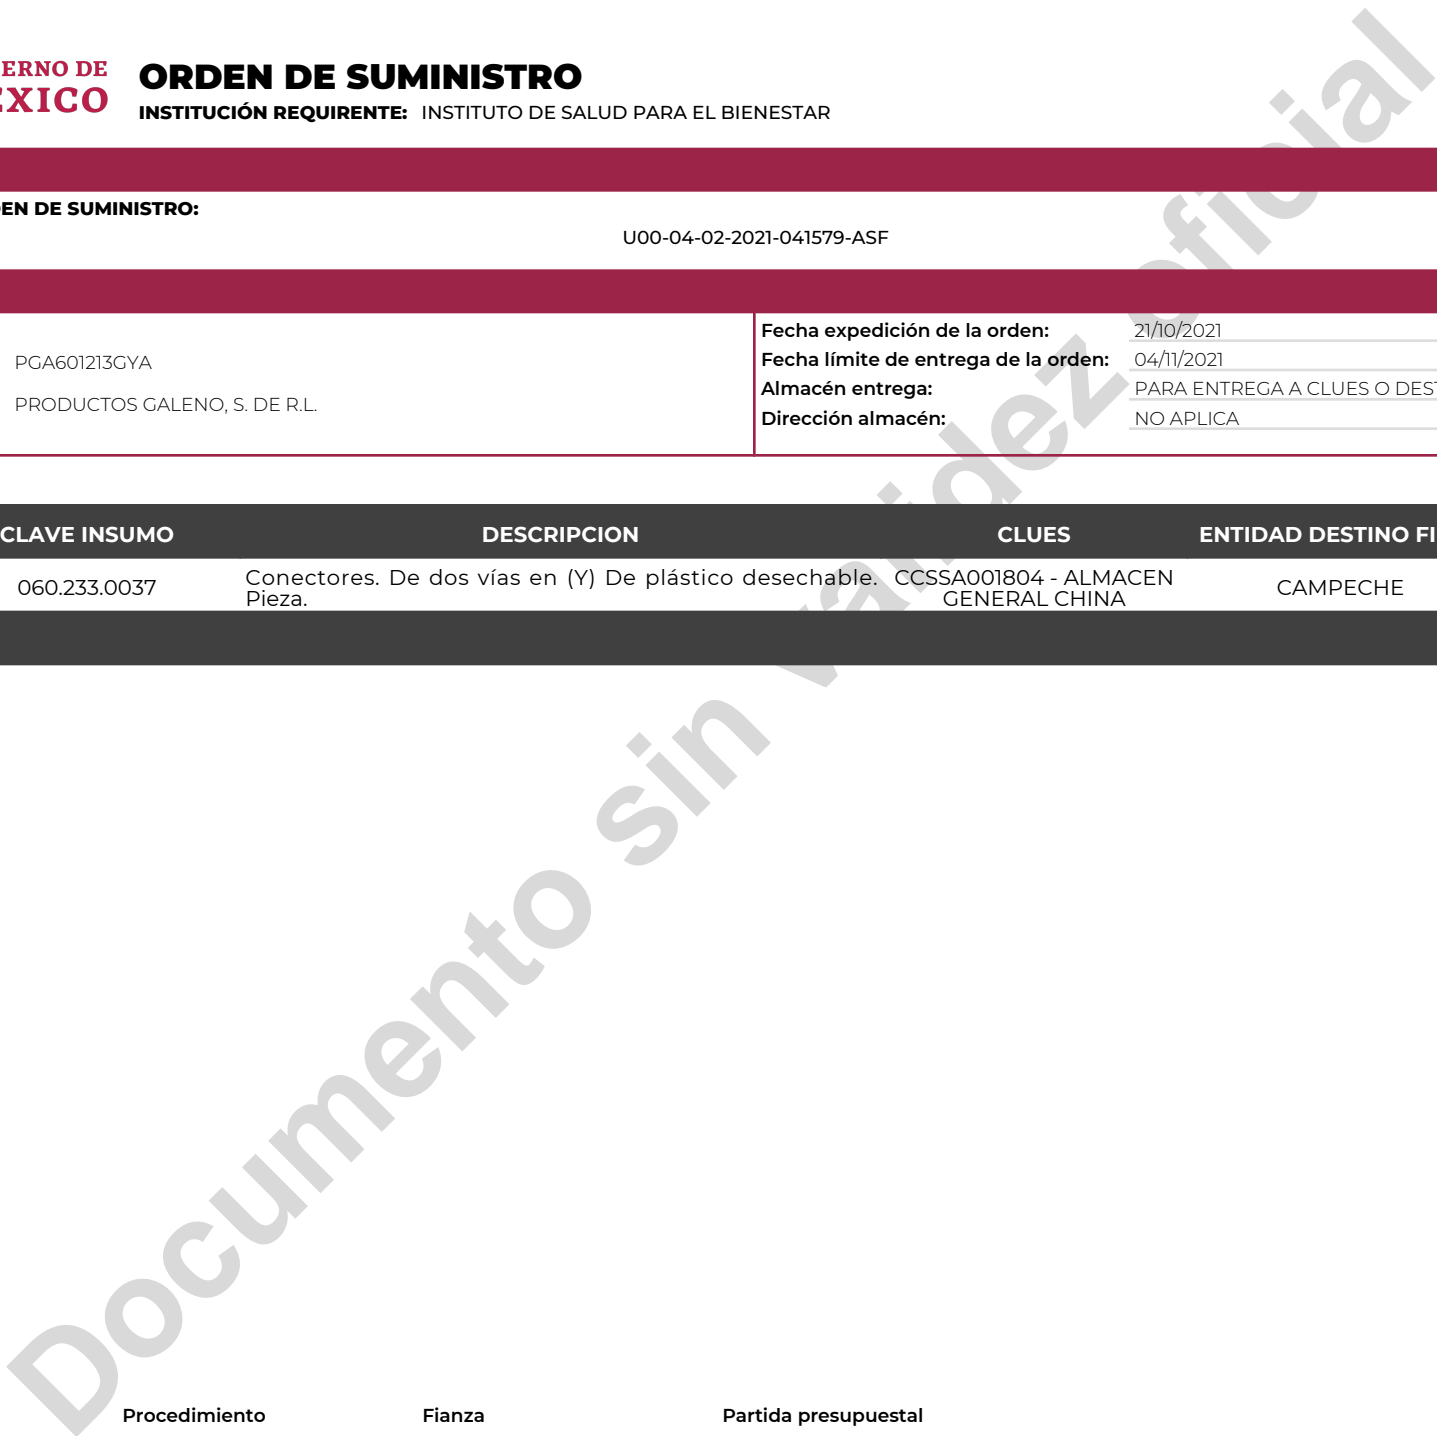 ERNO DE
EXICO
ORDEN DE SUMINISTRO
INSTITUCIÓN REQUIRENTE: INSTITUTO DE SALUD PARA EL BIENESTAR
EN DE SUMINISTRO:
U00-04-02-2021-041579-ASF
PGA601213GYA
PRODUCTOS GALENO, S. DE R.L.
Fecha expedición de la orden: 21/10/2021
Fecha límite de entrega de la orden: 04/11/2021
Almacén entrega: PARA ENTREGA A CLUES O DEST
Dirección almacén: NO APLICA
CLAVE INSUMO DESCRIPCION CLUES ENTIDAD DESTINO FI
060.233.0037 Conectores. De dos vías en (Y) De plástico desechable. CCSSA001804 - ALMACEN CAMPECHE
Pieza. GENERAL CHINA
Documento sin validez oficial
Procedimiento Fianza Partida presupuestal